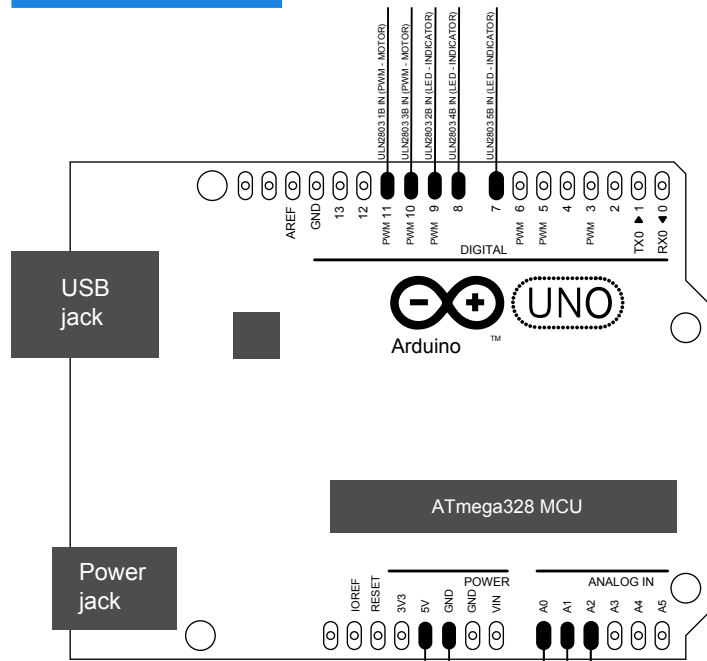 ULN2803 1B IN (PWM - MOTOR)
ULN2803 3B IN (PWM - MOTOR)
ULN2803 2B IN (LED - INDICATOR)
ULN2803 4B IN (LED - INDICATOR)
ULN2803 5B IN (LED - INDICATOR)
AREF
GND
13
12
PWM 11
PWM 10
PWM 9
8
7
PWM 6
PWM 5
4
PWM 3
2
TX0 ▶ 1
RX0 ◀ 0
DIGITAL
USB
jack
UNO
Arduino
TM
ATmega328 MCU
Power
jack
POWER
ANALOG IN
IOREF
RESET
3V3
5V
GND
GND
VIN
A0
A1
A2
A3
A4
A5